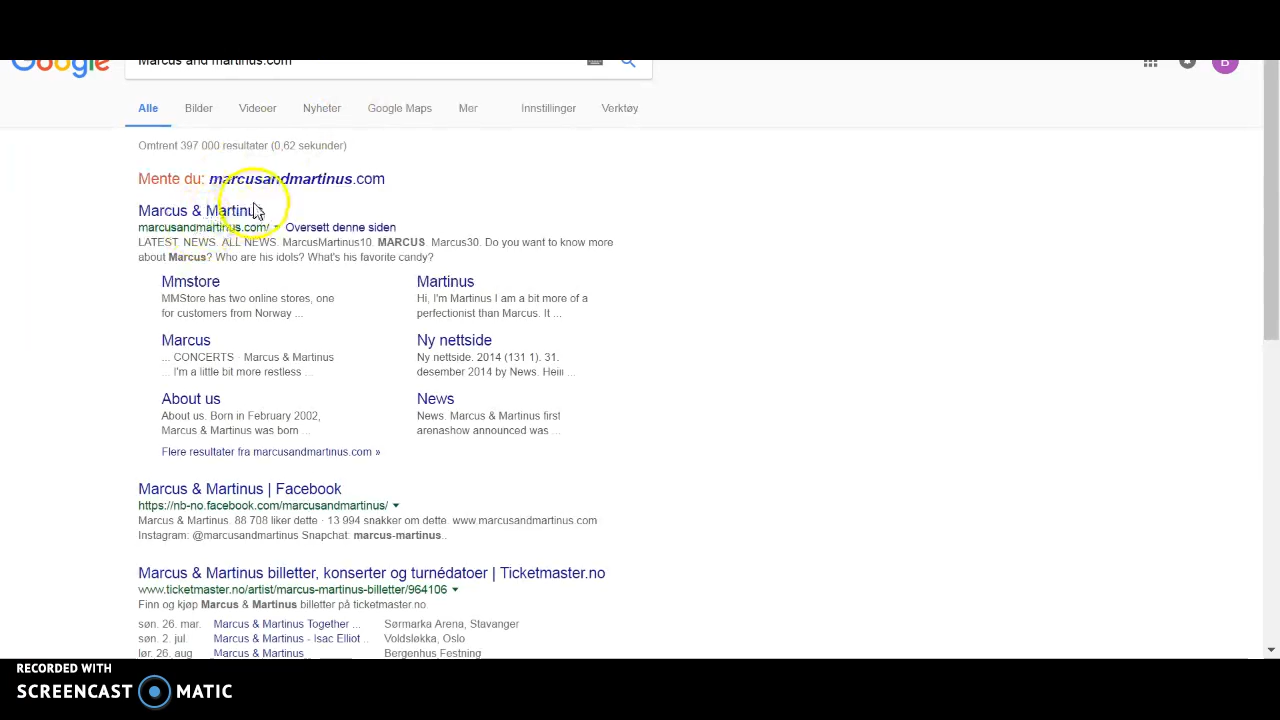 Google Marcus and martinus.com B
Alle Bilder Videoer Nyheter Google Maps Mer Innstillinger Verktøy
Omtrent 397 000 resultater (0,62 sekunder)
Mente du: marcusandmartinus.com
Marcus & Martinus
marcusandmartinus.com/ Oversett denne siden
LATEST. NEWS. ALL NEWS. MarcusMartinus10. MARCUS. Marcus30. Do you want to know more
about Marcus? Who are his idols? What's his favorite candy?
Mmstore Martinus
MMStore has two online stores, one Hi, I'm Martinus I am a bit more of a
for customers from Norway ... perfectionist than Marcus. It ...
Marcus Ny nettside
... CONCERTS · Marcus & Martinus Ny nettside. 2014 (131 1). 31.
... I'm a little bit more restless ... desember 2014 by News. Heiii ...
About us News
About us. Born in February 2002, News. Marcus & Martinus first
Marcus & Martinus was born ... arenashow announced was ...
Flere resultater fra marcusandmartinus.com »
Marcus & Martinus | Facebook
https://nb-no.facebook.com/marcusandmartinus/
Marcus & Martinus. 88 708 liker dette · 13 994 snakker om dette. www.marcusandmartinus.com
Instagram: @marcusandmartinus Snapchat: marcus-martinus..
Marcus & Martinus billetter, konserter og turnédatoer | Ticketmaster.no
www.ticketmaster.no/artist/marcus-martinus-billetter/964106
Finn og kjøp Marcus & Martinus billetter på ticketmaster.no.
søn. 26. mar. Marcus & Martinus Together ... Sørmarka Arena, Stavanger
søn. 2. jul. Marcus & Martinus - Isac Elliot ... Voldsløkka, Oslo
lør. 26. aug. Marcus & Martinus Bergenhus Festning
RECORDED WITH
SCREENCAST MATIC